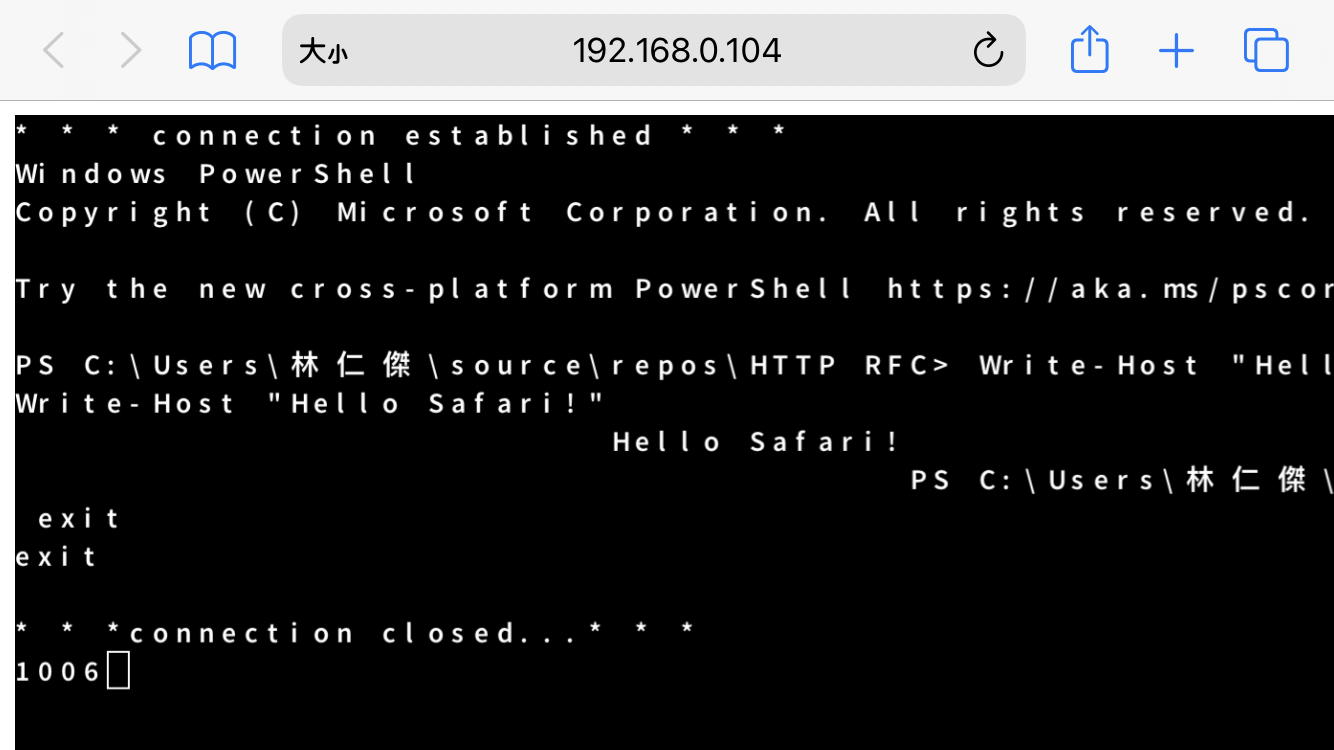 大小 192.168.0.104
* * * connection established * * *
Windows PowerShell
Copyright (C) Microsoft Corporation. All rights reserved.
Try the new cross-platform PowerShell https://aka.ms/pscor
PS C:\Users\林仁傑\source\repos\HTTP RFC> Write-Host "Hell
Write-Host "Hello Safari!"
Hello Safari!
PS C:\Users\林仁傑\
exit
exit
* * *connection closed...* * *
1006